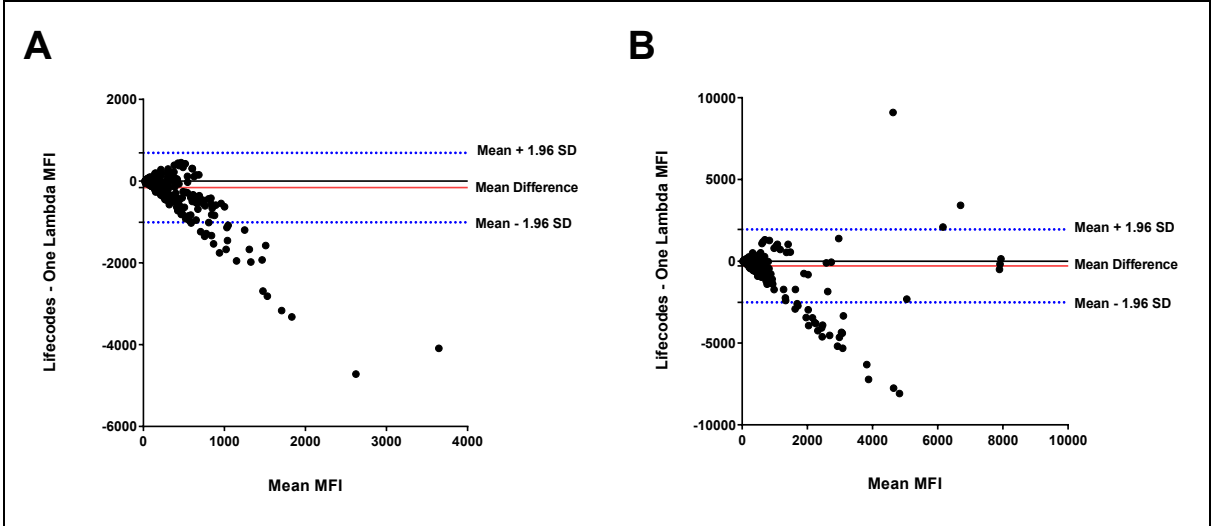 A
2000
0
-2000
-4000
-6000
Lifecodes - One Lambda MFI
Mean + 1.96 SD
Mean Difference
Mean - 1.96 SD
0
1000
2000
3000
4000
Mean MFI
B
10000
5000
0
-5000
-10000
Lifecodes - One Lambda MFI
Mean + 1.96 SD
Mean Difference
Mean - 1.96 SD
0
2000
4000
6000
8000
10000
Mean MFI